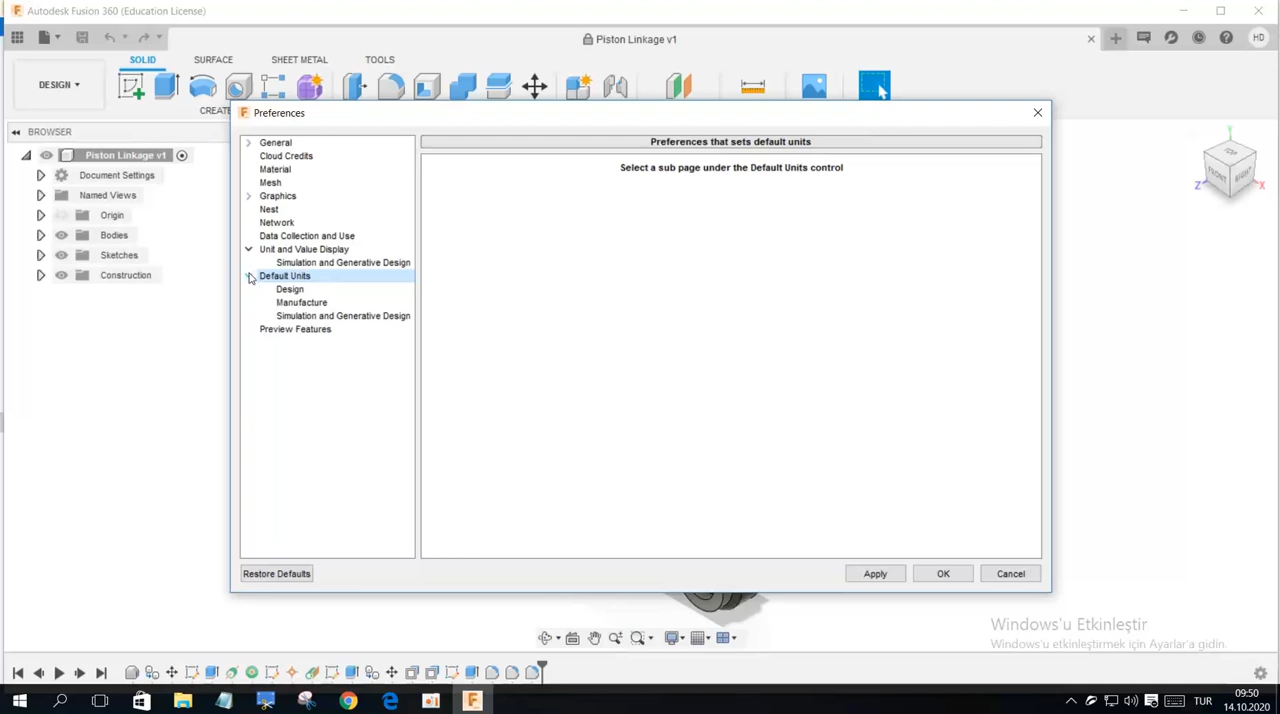 Autodesk Fusion 360 (Education License)
Piston Linkage v1
HD
SOLID SURFACE SHEET METAL TOOLS
DESIGN
CREATE
Preferences
BROWSER
Piston Linkage v1
Document Settings
Named Views
Origin
Bodies
Sketches
Construction
General
Cloud Credits
Material
Mesh
Graphics
Nest
Network
Data Collection and Use
Unit and Value Display
Simulation and Generative Design
Default Units
Design
Manufacture
Simulation and Generative Design
Preview Features
Preferences that sets default units
Select a sub page under the Default Units control
Restore Defaults
Apply
OK
Cancel
TOP
FRONT
RIGHT
Y
Z
X
Windows'u Etkinleştir
Windows'u etkinleştirmek için Ayarlar'a gidin.
TUR
09:50
14.10.2020